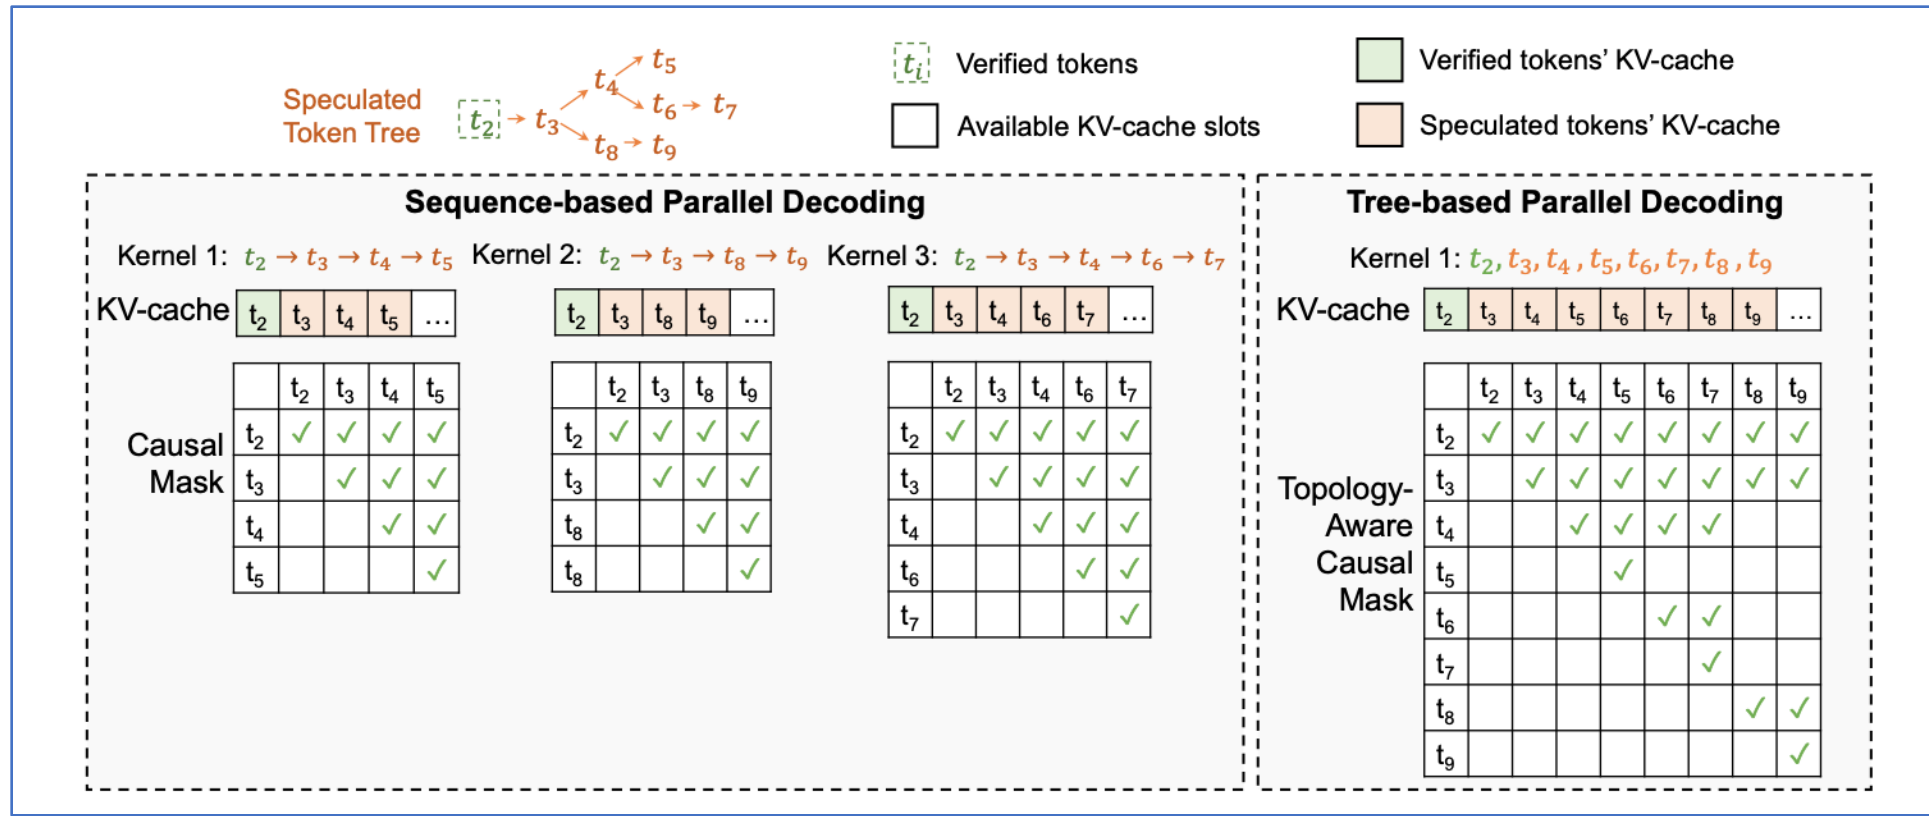 Speculated
Token Tree
t₂ → t₃ t₄ t₅ t₆ → t₇ t₈ → t₉
tᵢ Verified tokens
Available KV-cache slots
Verified tokens' KV-cache
Speculated tokens' KV-cache
Sequence-based Parallel Decoding
Kernel 1: t₂ → t₃ → t₄ → t₅
KV-cache t₂ t₃ t₄ t₅ ...
Causal
Mask
t₂ t₃ t₄ t₅
t₂ ✓ ✓ ✓ ✓
t₃ ✓ ✓ ✓
t₄ ✓ ✓
t₅ ✓
Kernel 2: t₂ → t₃ → t₈ → t₉
t₂ t₃ t₈ t₉ ...
t₂ t₃ t₈ t₉
t₂ ✓ ✓ ✓ ✓
t₃ ✓ ✓ ✓
t₈ ✓ ✓
t₈ ✓
Kernel 3: t₂ → t₃ → t₄ → t₆ → t₇
t₂ t₃ t₄ t₆ t₇ ...
t₂ t₃ t₄ t₆ t₇
t₂ ✓ ✓ ✓ ✓ ✓
t₃ ✓ ✓ ✓ ✓
t₄ ✓ ✓ ✓
t₆ ✓ ✓
t₇ ✓
Tree-based Parallel Decoding
Kernel 1: t₂, t₃, t₄ , t₅, t₆, t₇, t₈ , t₉
KV-cache t₂ t₃ t₄ t₅ t₆ t₇ t₈ t₉ ...
Topology-
Aware
Causal
Mask
t₂ t₃ t₄ t₅ t₆ t₇ t₈ t₉
t₂ ✓ ✓ ✓ ✓ ✓ ✓ ✓ ✓
t₃ ✓ ✓ ✓ ✓ ✓ ✓ ✓
t₄ ✓ ✓ ✓ ✓
t₅ ✓
t₆ ✓ ✓
t₇ ✓
t₈ ✓ ✓
t₉ ✓